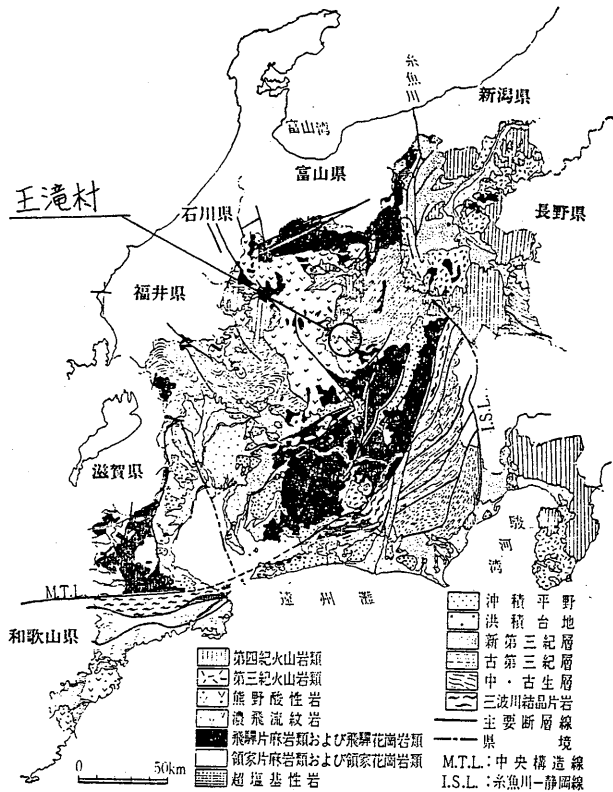 糸魚川
新潟県
富山湾
富山県
王滝村
石川県
長野県
福井県
I.S.L.
滋賀県
駿河湾
M.T.L.
遠州灘
和歌山県
沖積平野
洪積台地
新第三紀層
古第三紀層
中・古生層
三波川結晶片岩
主要断層線
県境
M.T.L.:中央構造線
I.S.L.:糸魚川−静岡線
第四紀火山岩類
第三紀火山岩類
熊野酸性岩
濃飛流紋岩
飛驒片麻岩類および飛驒花崗岩類
領家片麻岩類および領家花崗岩類
超塩基性岩
0 50km